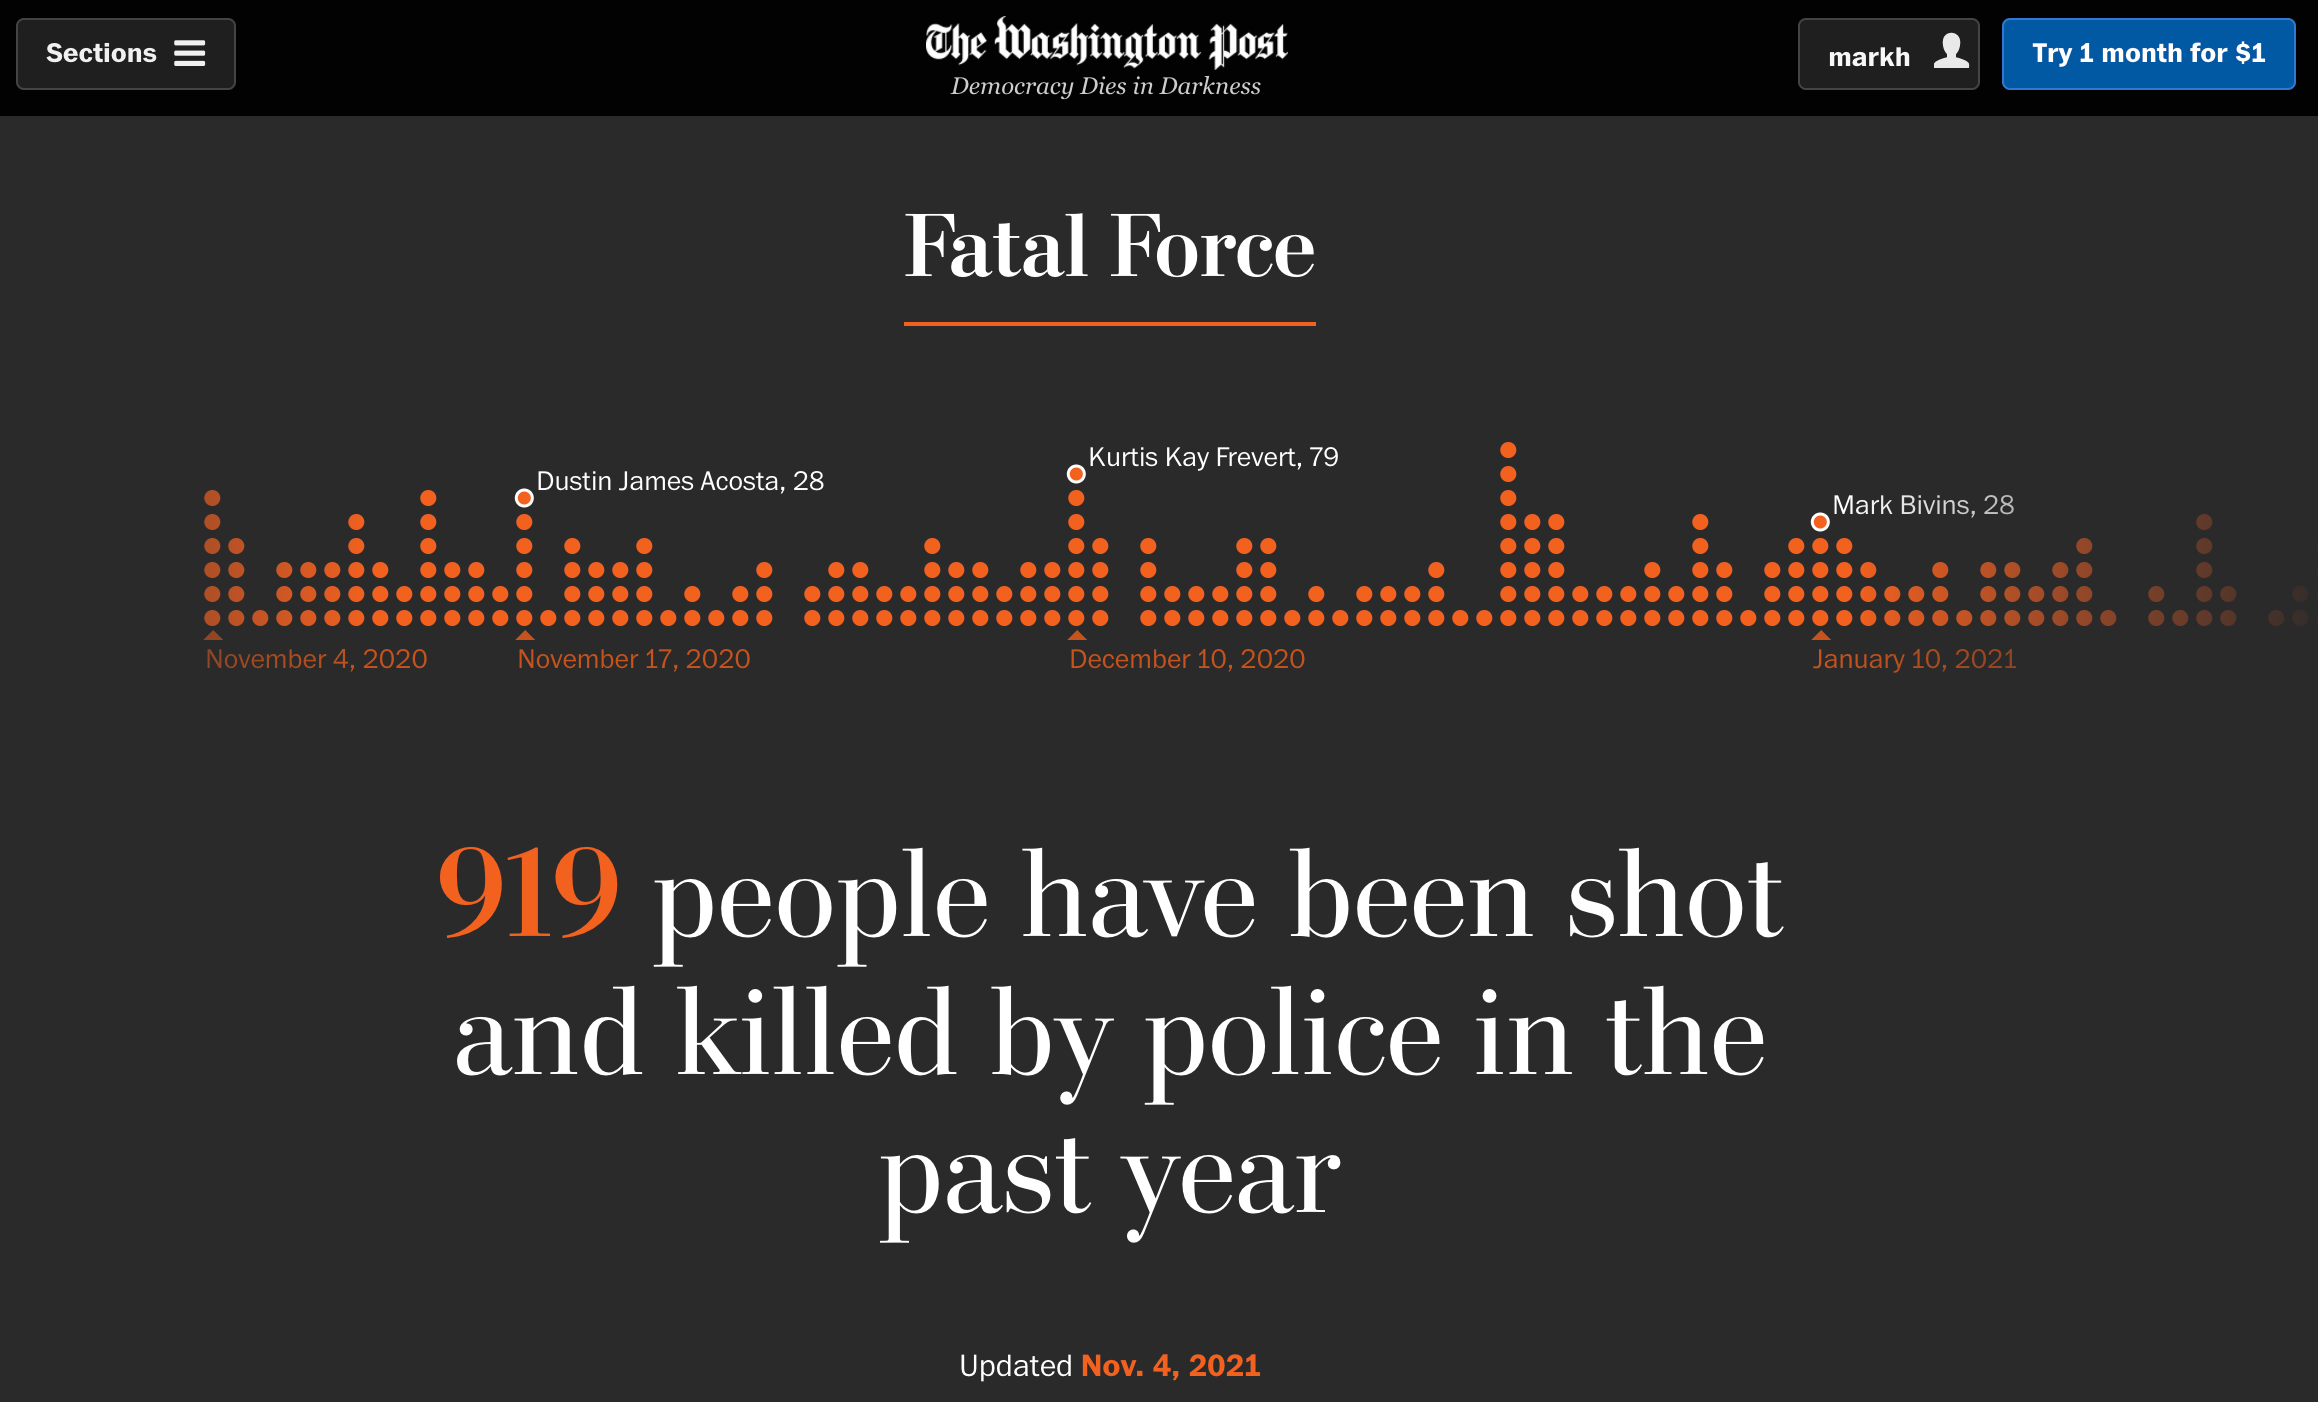 Sections
The Washington Post
Democracy Dies in Darkness
markh
Try 1 month for $1
Fatal Force
Kurtis Kay Frevert, 79
Dustin James Acosta, 28
Mark Bivins, 28
November 4, 2020
November 17, 2020
December 10, 2020
January 10, 2021
919 people have been shot
and killed by police in the
past year
Updated Nov. 4, 2021